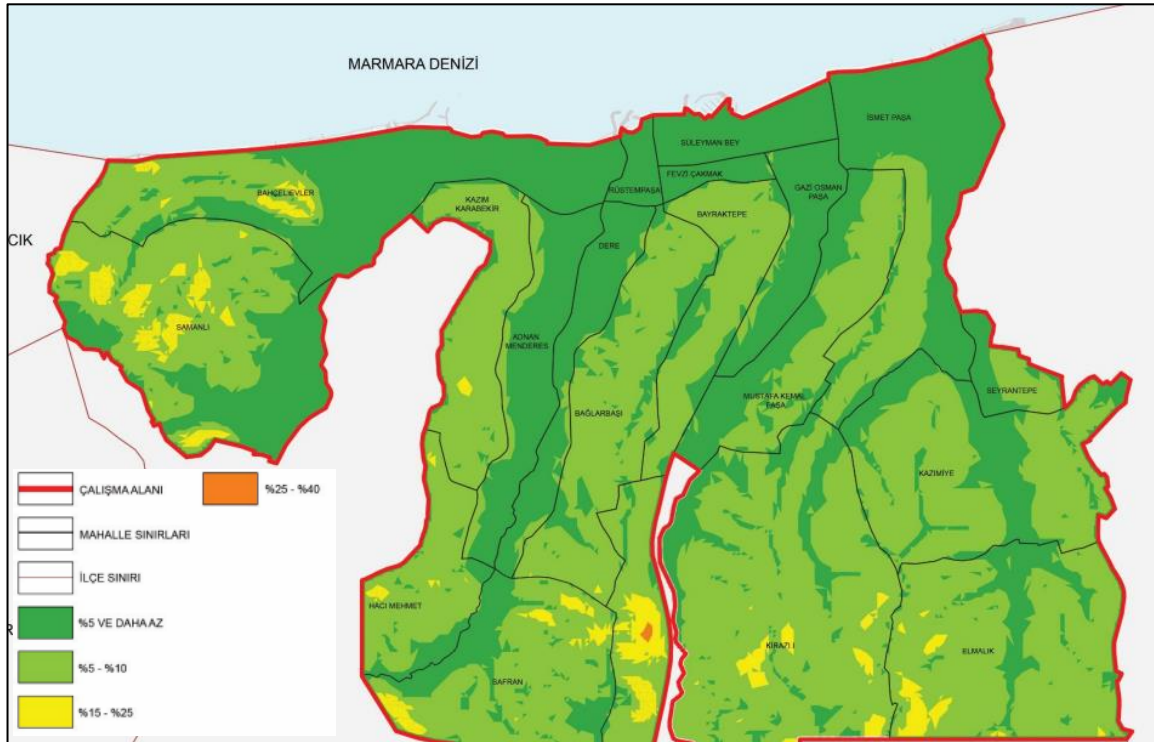 MARMARA DENİZİ
İSMET PAŞA
SÜLEYMAN BEY
FEVZİ ÇAKMAK
BAHÇELİEVLER
RÜSTEMPAŞA
GAZİ OSMAN
PAŞA
KAZIM
KARABEKİR
BAYRAKTEPE
CIK
DERE
SAMANLI
ADNAN
MENDERES
SEYRANTEPE
MUSTAFA KEMAL
PAŞA
BAĞLARBAŞI
KAZIMİYE
HACI MEHMET
KİRAZLI
ELMALIK
SAFRAN
ÇALIŞMA ALANI
%25 - %40
MAHALLE SINIRLARI
İLÇE SINIRI
R
%5 VE DAHA AZ
%5 - %10
%15 - %25